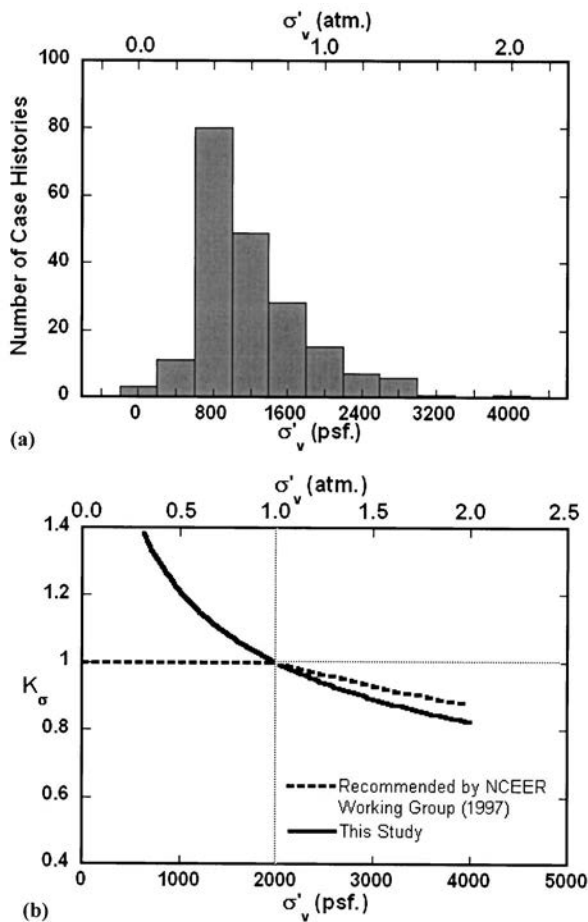 σ'v (atm.)
0.0 1.0 2.0
100
80
60
40
20
0
Number of Case Histories
0 800 1600 2400 3200 4000
σ'v (psf.)
(a)
σ'v (atm.)
0.0 0.5 1.0 1.5 2.0 2.5
1.4
1.2
1
Kσ
0.8
0.6
0.4
Recommended by NCEER
Working Group (1997)
This Study
0 1000 2000 3000 4000 5000
σ'v (psf.)
(b)